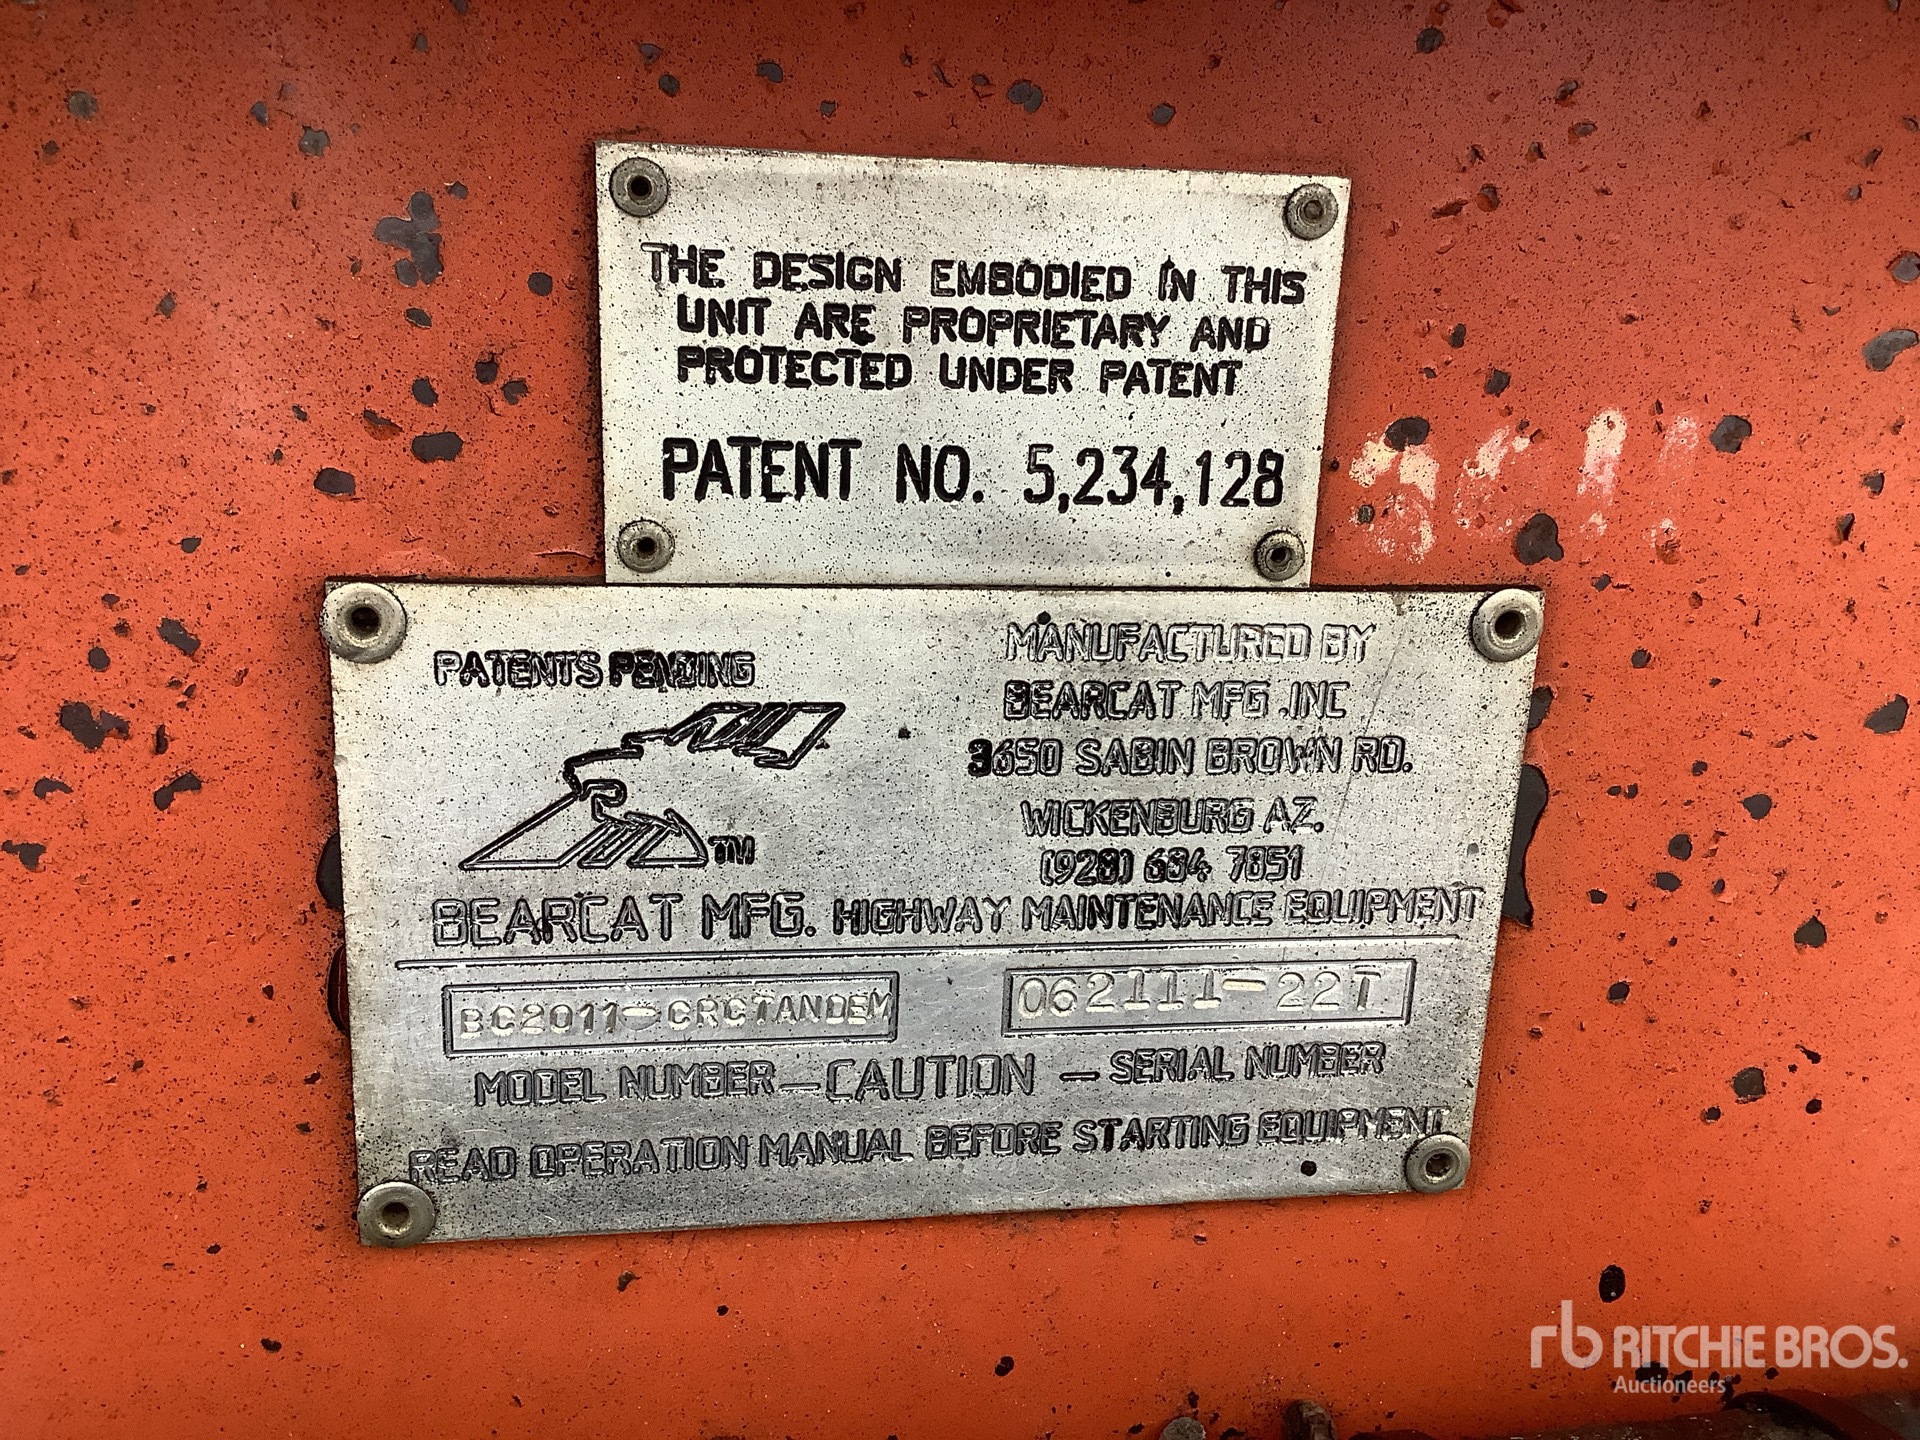 THE DESIGN EMBODIED IN THIS
UNIT ARE PROPRIETARY AND
PROTECTED UNDER PATENT
PATENT NO. 5,234,128
PATENTS PENDING
TM
MANUFACTURED BY
BEARCAT MFG. INC
3650 SABIN BROWN RD.
WICKENBURG AZ.
(928) 684 7851
BEARCAT MFG. HIGHWAY MAINTENANCE EQUIPMENT
BC2011-CRCTANDEM 062111-22T
MODEL NUMBER - CAUTION - SERIAL NUMBER
READ OPERATION MANUAL BEFORE STARTING EQUIPMENT
rb RITCHIE BROS.
Auctioneers